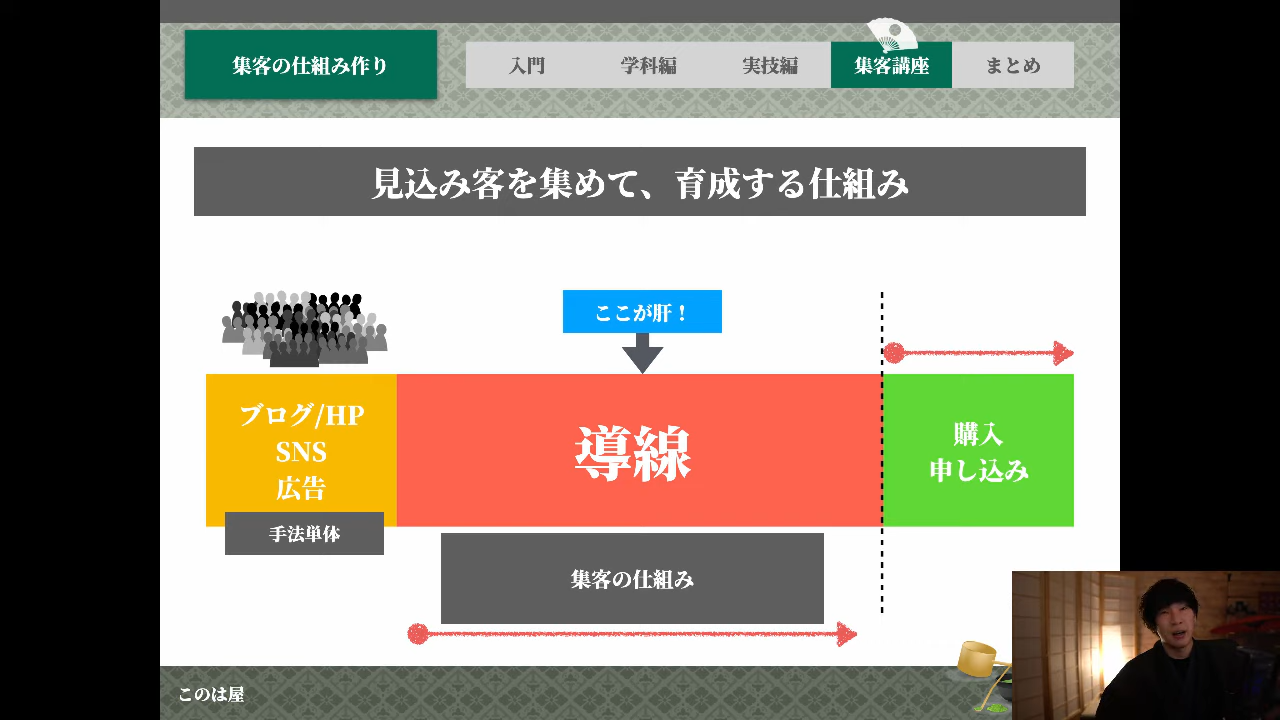 集客の仕組み作り
入門
学科編
実技編
集客講座
まとめ
見込み客を集めて、育成する仕組み
ここが肝！
ブログ/HP
SNS
広告
手法単体
導線
購入
申し込み
集客の仕組み
このは屋